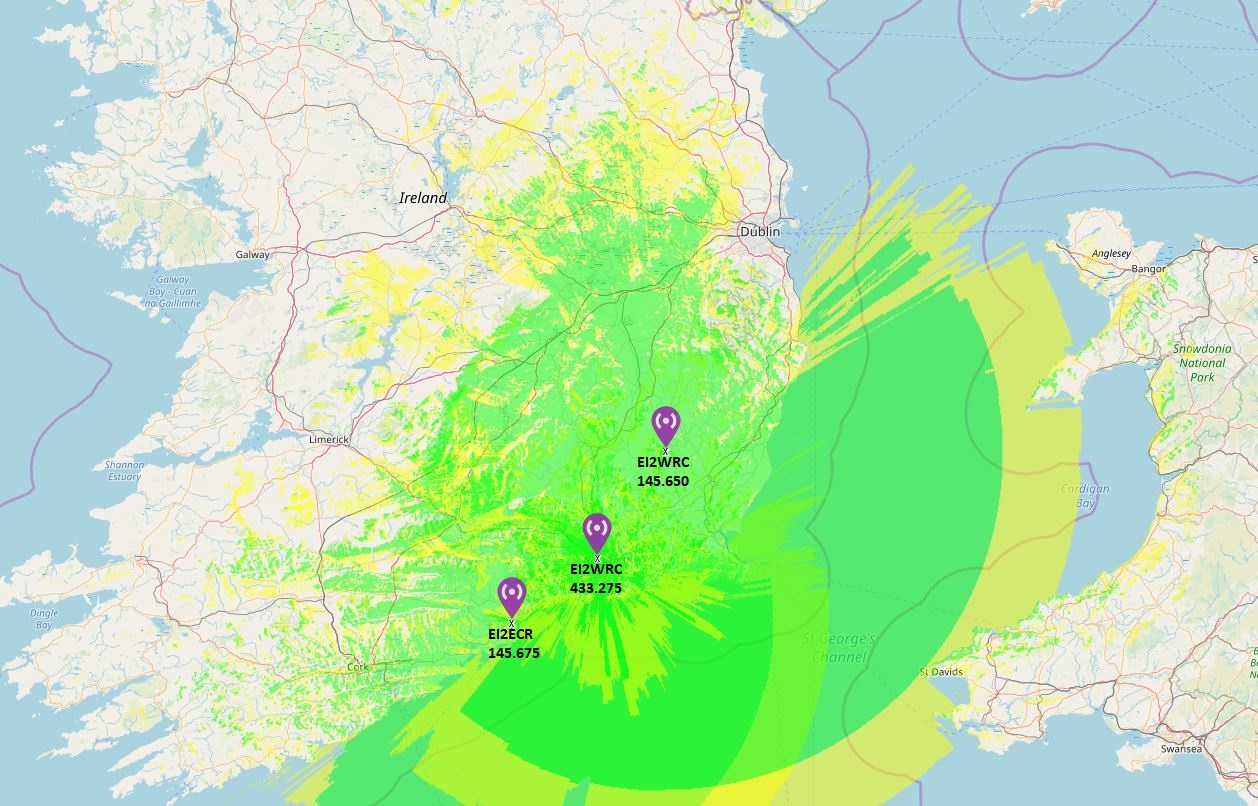 Ireland
Dublin
Galway
Anglesey
Bangor
Galway
Bay - Cuan
na Gaillimhe
Snowdonia
National
Park
Limerick
EI2WRC
145.650
Shannon
Estuary
Cardigan
Bay
EI2WRC
433.275
Dingle
Bay
EI2ECR
145.675
St George's
Channel
Cork
St Davids
Swansea